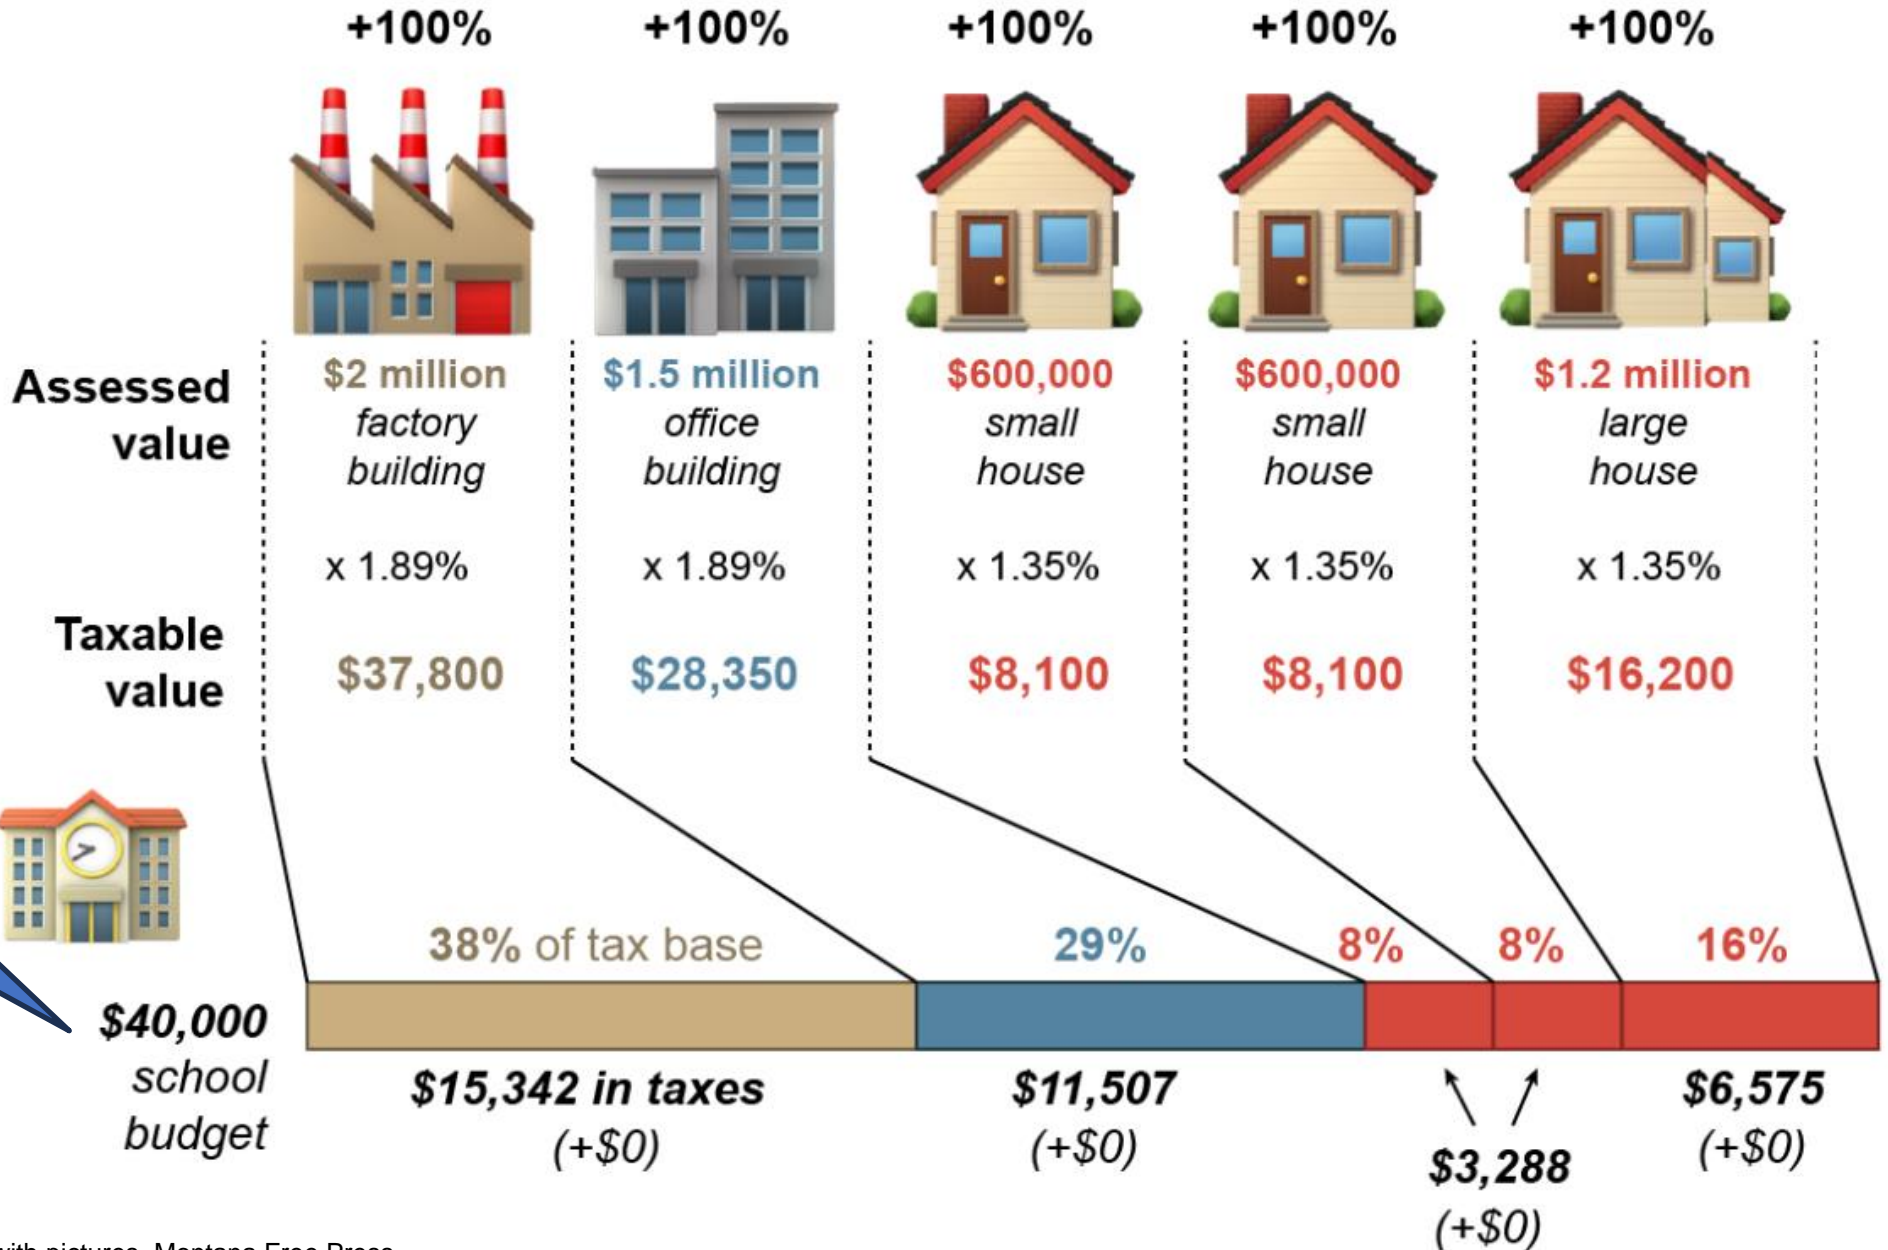 +100% +100% +100% +100% +100%
Assessed value
$2 million
factory
building
$1.5 million
office
building
$600,000
small
house
$600,000
small
house
$1.2 million
large
house
x 1.89% x 1.89% x 1.35% x 1.35% x 1.35%
Taxable
value
$37,800 $28,350 $8,100 $8,100 $16,200
38% of tax base 29% 8% 8% 16%
$40,000
school
budget
$15,342 in taxes
(+$0)
$11,507
(+$0)
$3,288
(+$0)
$6,575
(+$0)
with pictures, Montana Free Press